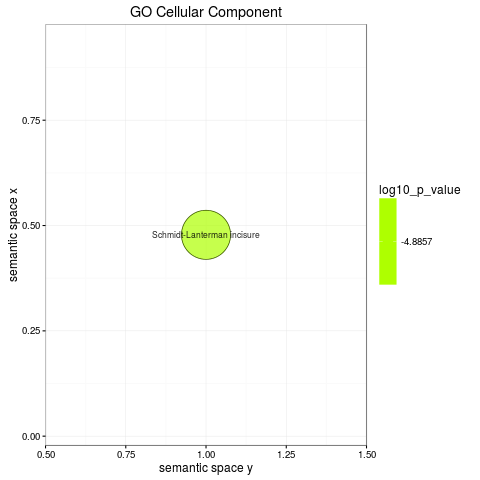 GO Cellular Component
semantic space x
0.75
0.50
0.25
0.00
Schmidt-Lanterman incisure
0.50 0.75 1.00 1.25 1.50
semantic space y
log10_p_value
-4.8857